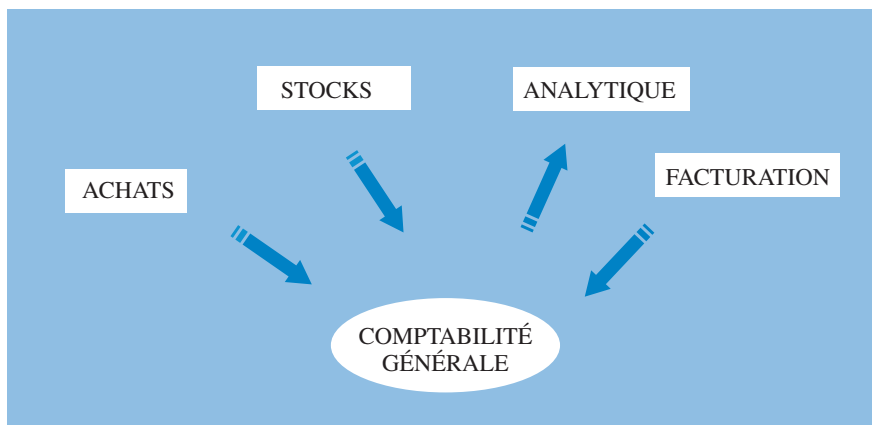 STOCKS
ANALYTIQUE
ACHATS
FACTURATION
COMPTABILITÉ
GÉNÉRALE